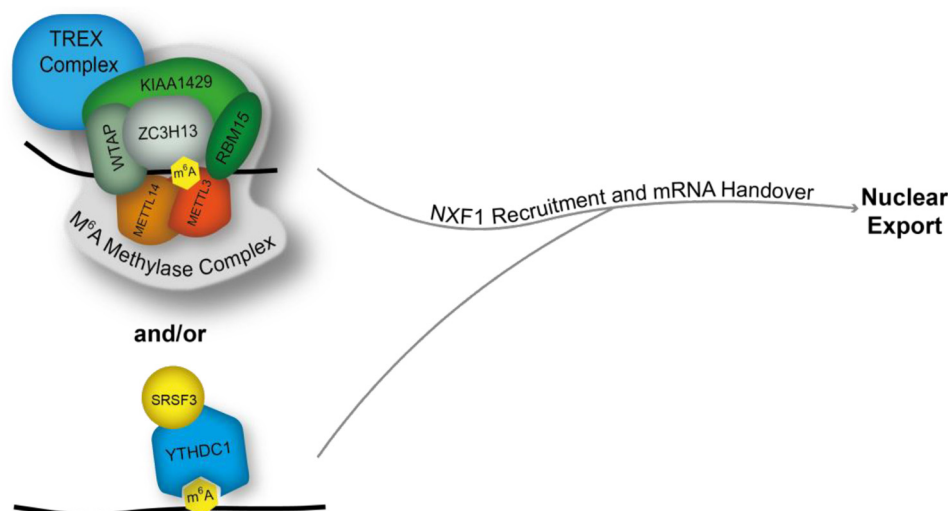 TREX
Complex
KIAA1429
WTAP
ZC3H13
RBM15
m⁶A
METTL14
METTL3
M⁶A Methylase Complex
NXF1 Recruitment and mRNA Handover
Nuclear
Export
and/or
SRSF3
YTHDC1
m⁶A